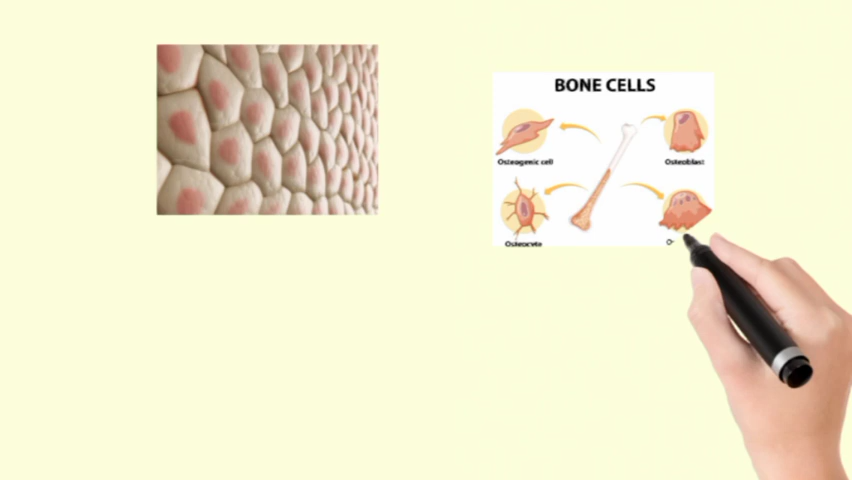 BONE CELLS
Osteogenic cell
Osteoblast
Osteocyte
O